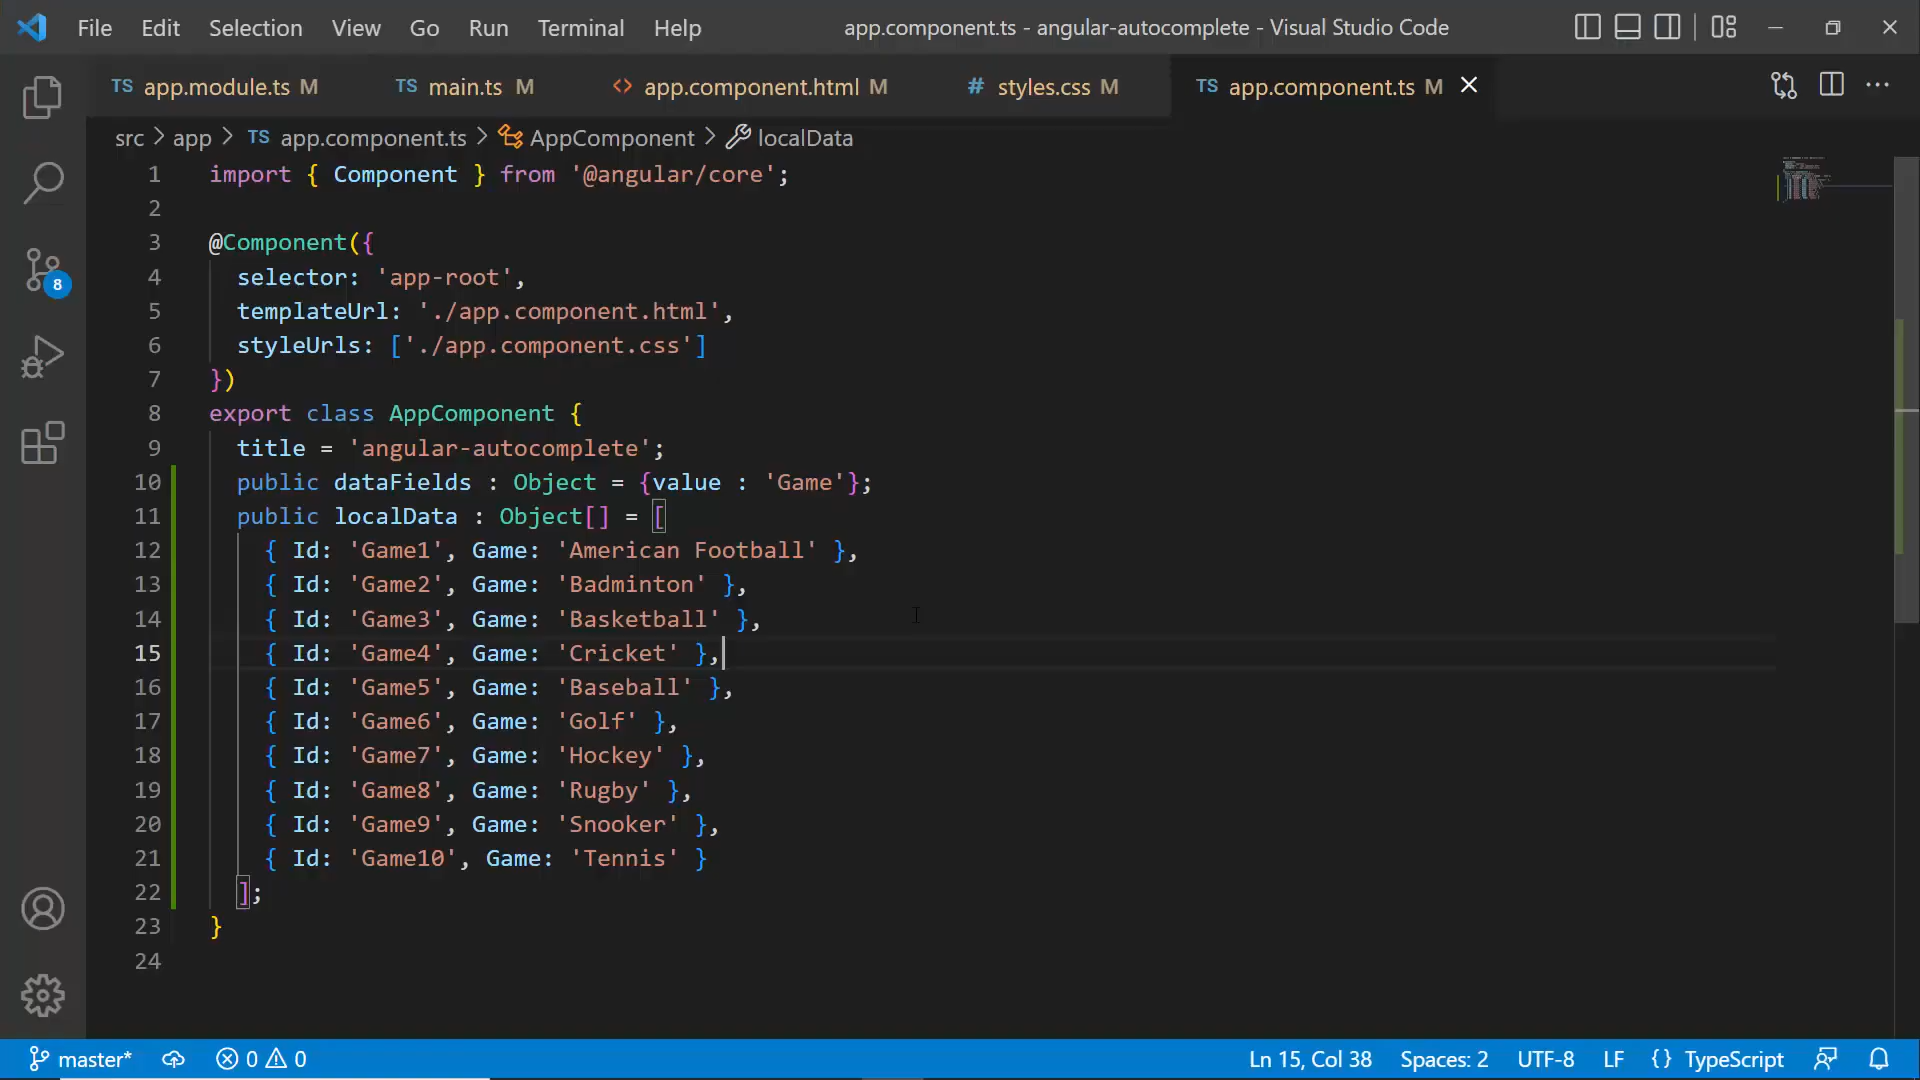 File Edit Selection View Go Run Terminal Help app.component.ts - angular-autocomplete - Visual Studio Code
TS app.module.ts M TS main.ts M <> app.component.html M # styles.css M TS app.component.ts M
src > app > TS app.component.ts > AppComponent > localData
1 import { Component } from '@angular/core';
2
3 @Component({
4 selector: 'app-root',
5 templateUrl: './app.component.html',
6 styleUrls: ['./app.component.css']
7 })
8 export class AppComponent {
9 title = 'angular-autocomplete';
10 public dataFields : Object = {value : 'Game'};
11 public localData : Object[] = [
12 { Id: 'Game1', Game: 'American Football' },
13 { Id: 'Game2', Game: 'Badminton' },
14 { Id: 'Game3', Game: 'Basketball' },
15 { Id: 'Game4', Game: 'Cricket' },
16 { Id: 'Game5', Game: 'Baseball' },
17 { Id: 'Game6', Game: 'Golf' },
18 { Id: 'Game7', Game: 'Hockey' },
19 { Id: 'Game8', Game: 'Rugby' },
20 { Id: 'Game9', Game: 'Snooker' },
21 { Id: 'Game10', Game: 'Tennis' }
22 ];
23 }
24
8
master* 0 0 Ln 15, Col 38 Spaces: 2 UTF-8 LF {} TypeScript